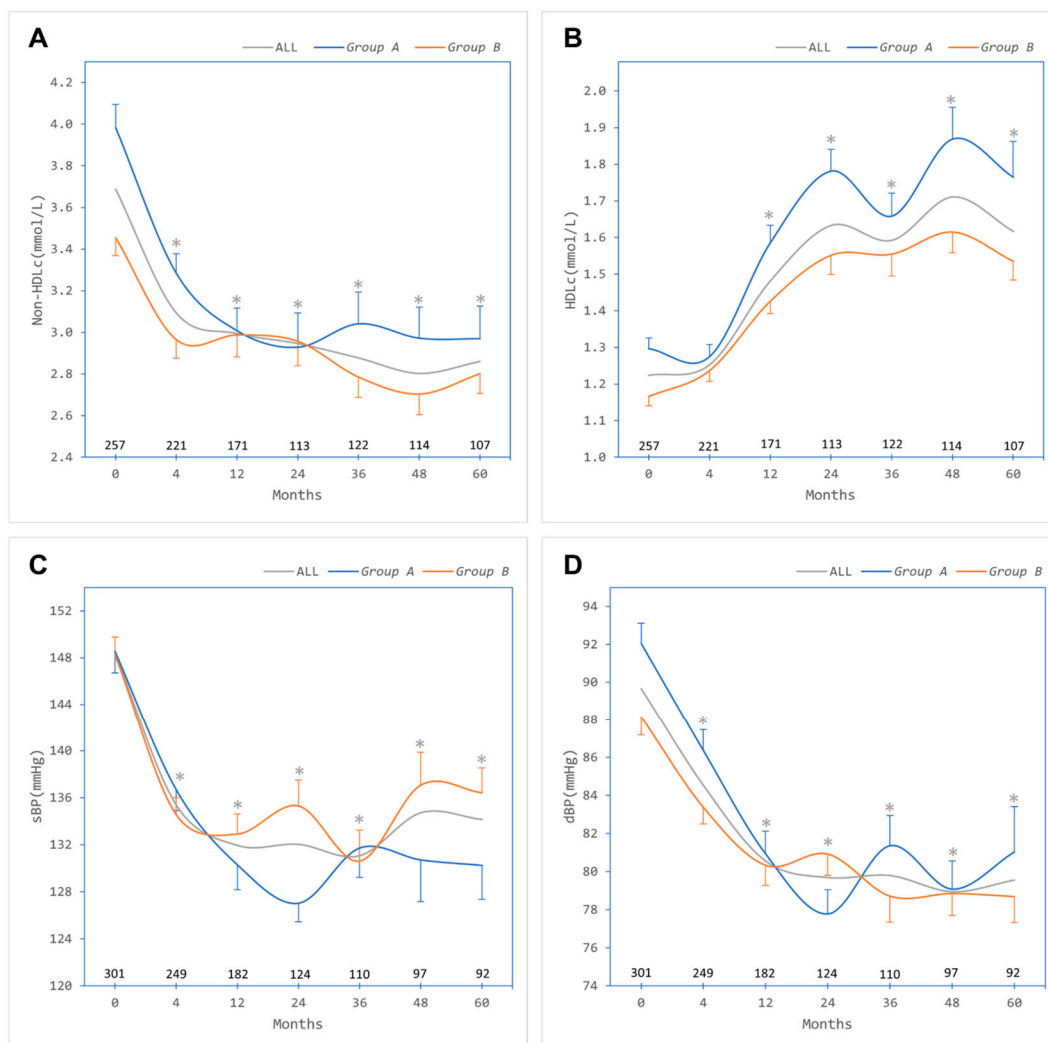 A
ALL Group A Group B
Non-HDLc(mmol/L)
4.2
4.0
3.8
3.6
3.4
3.2
3.0
2.8
2.6
2.4
* * * * * *
257 221 171 113 122 114 107
0 4 12 24 36 48 60
Months
B
ALL Group A Group B
HDLc(mmol/L)
2.0
1.9
1.8
1.7
1.6
1.5
1.4
1.3
1.2
1.1
1.0
* * * * *
257 221 171 113 122 114 107
0 4 12 24 36 48 60
Months
C
ALL Group A Group B
sBP(mmHg)
152
148
144
140
136
132
128
124
120
* * * * * *
301 249 182 124 110 97 92
0 4 12 24 36 48 60
Months
D
ALL Group A Group B
dBP(mmHg)
94
92
90
88
86
84
82
80
78
76
74
* * * * * *
301 249 182 124 110 97 92
0 4 12 24 36 48 60
Months